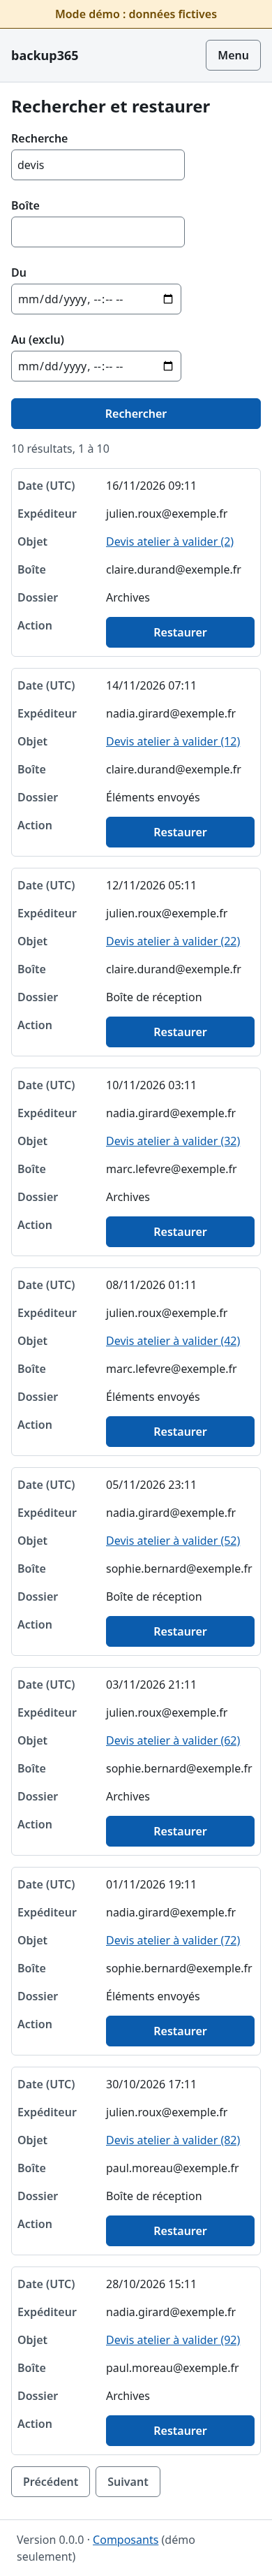 Mode démo : données fictives
backup365
Menu
Rechercher et restaurer
Recherche
devis
Boîte
Du
mm/dd/yyyy, --:-- --
Au (exclu)
mm/dd/yyyy, --:-- --
Rechercher
10 résultats, 1 à 10
Date (UTC) 16/11/2026 09:11
Expéditeur julien.roux@exemple.fr
Objet Devis atelier à valider (2)
Boîte claire.durand@exemple.fr
Dossier Archives
Action Restaurer
Date (UTC) 14/11/2026 07:11
Expéditeur nadia.girard@exemple.fr
Objet Devis atelier à valider (12)
Boîte claire.durand@exemple.fr
Dossier Éléments envoyés
Action Restaurer
Date (UTC) 12/11/2026 05:11
Expéditeur julien.roux@exemple.fr
Objet Devis atelier à valider (22)
Boîte claire.durand@exemple.fr
Dossier Boîte de réception
Action Restaurer
Date (UTC) 10/11/2026 03:11
Expéditeur nadia.girard@exemple.fr
Objet Devis atelier à valider (32)
Boîte marc.lefevre@exemple.fr
Dossier Archives
Action Restaurer
Date (UTC) 08/11/2026 01:11
Expéditeur julien.roux@exemple.fr
Objet Devis atelier à valider (42)
Boîte marc.lefevre@exemple.fr
Dossier Éléments envoyés
Action Restaurer
Date (UTC) 05/11/2026 23:11
Expéditeur nadia.girard@exemple.fr
Objet Devis atelier à valider (52)
Boîte sophie.bernard@exemple.fr
Dossier Boîte de réception
Action Restaurer
Date (UTC) 03/11/2026 21:11
Expéditeur julien.roux@exemple.fr
Objet Devis atelier à valider (62)
Boîte sophie.bernard@exemple.fr
Dossier Archives
Action Restaurer
Date (UTC) 01/11/2026 19:11
Expéditeur nadia.girard@exemple.fr
Objet Devis atelier à valider (72)
Boîte sophie.bernard@exemple.fr
Dossier Éléments envoyés
Action Restaurer
Date (UTC) 30/10/2026 17:11
Expéditeur julien.roux@exemple.fr
Objet Devis atelier à valider (82)
Boîte paul.moreau@exemple.fr
Dossier Boîte de réception
Action Restaurer
Date (UTC) 28/10/2026 15:11
Expéditeur nadia.girard@exemple.fr
Objet Devis atelier à valider (92)
Boîte paul.moreau@exemple.fr
Dossier Archives
Action Restaurer
Précédent Suivant
Version 0.0.0 · Composants (démo
seulement)